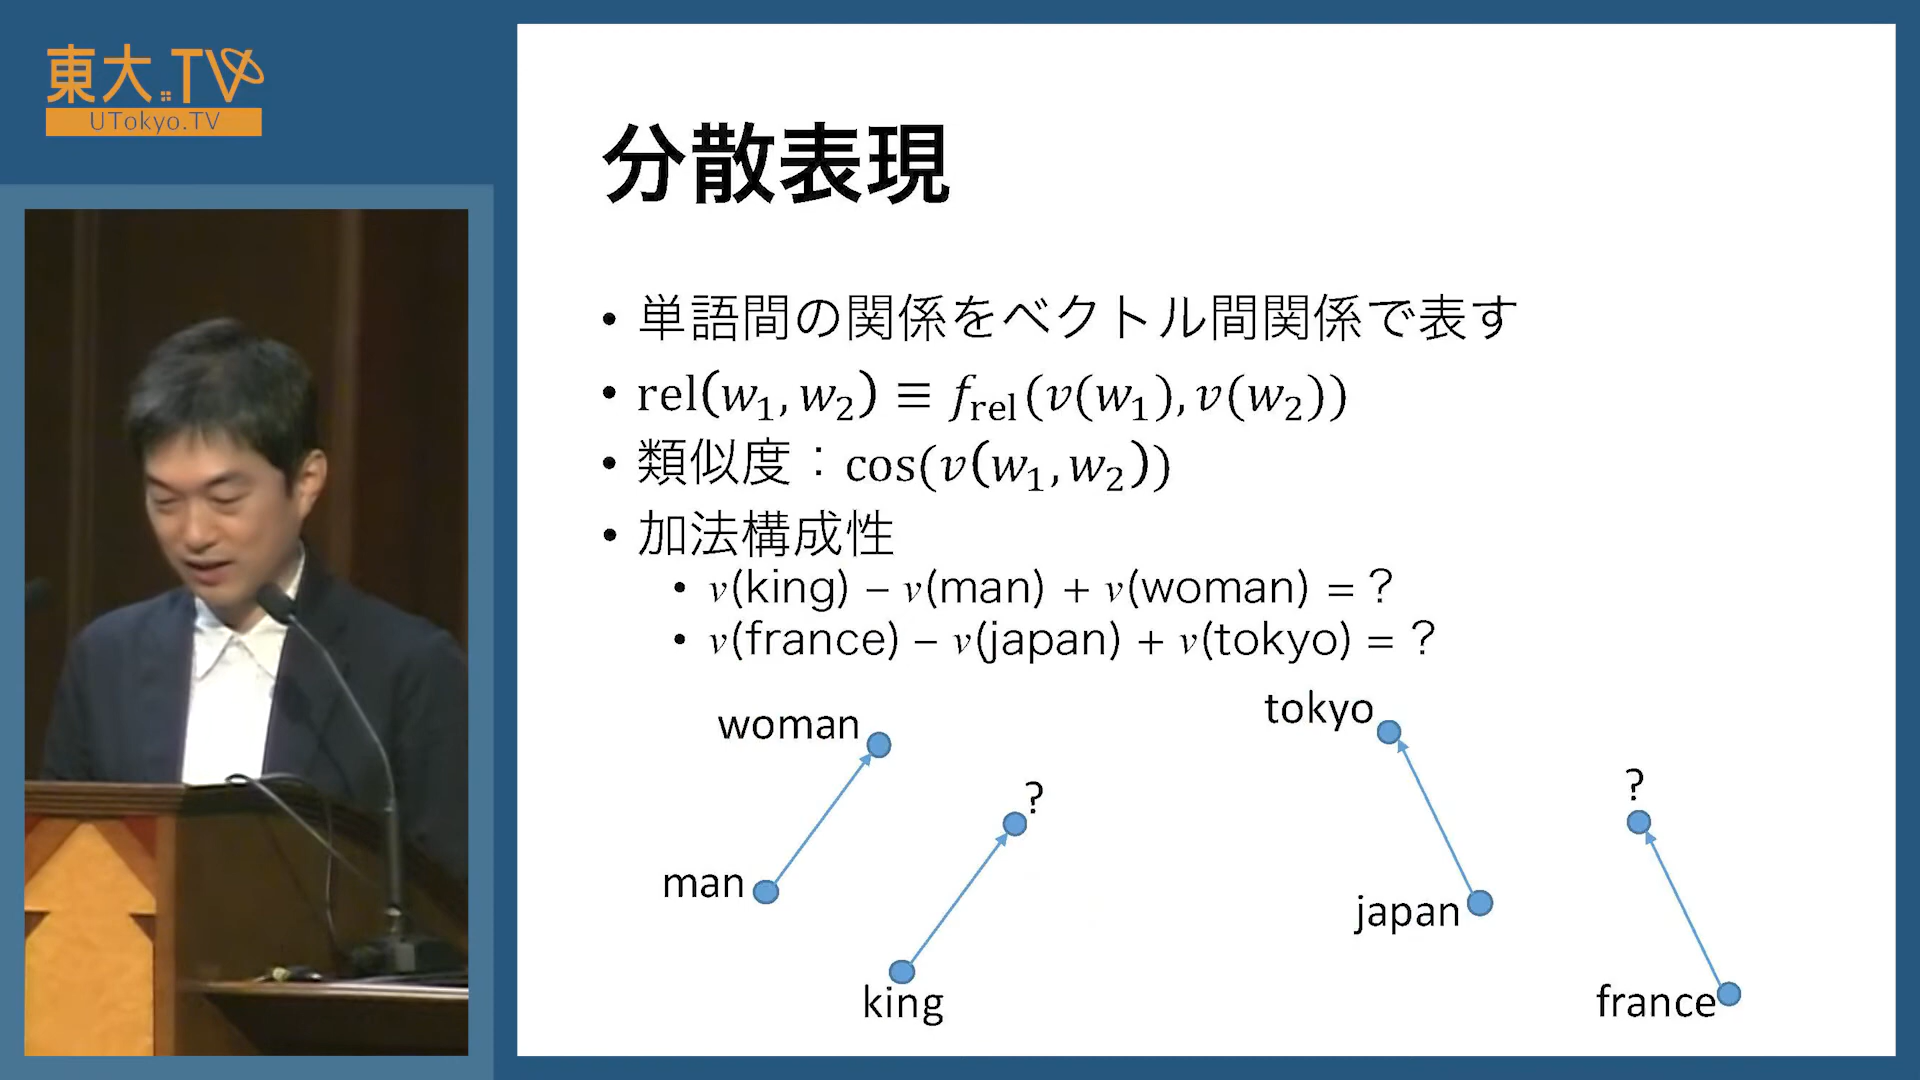 東大TV
UTokyo.TV
分散表現
• 単語間の関係をベクトル間関係で表す
• rel(w₁, w₂) ≡ f_rel(v(w₁), v(w₂))
• 類似度：cos(v(w₁, w₂))
• 加法構成性
• v(king) – v(man) + v(woman) = ?
• v(france) – v(japan) + v(tokyo) = ?
woman
?
man
king
tokyo
?
japan
france